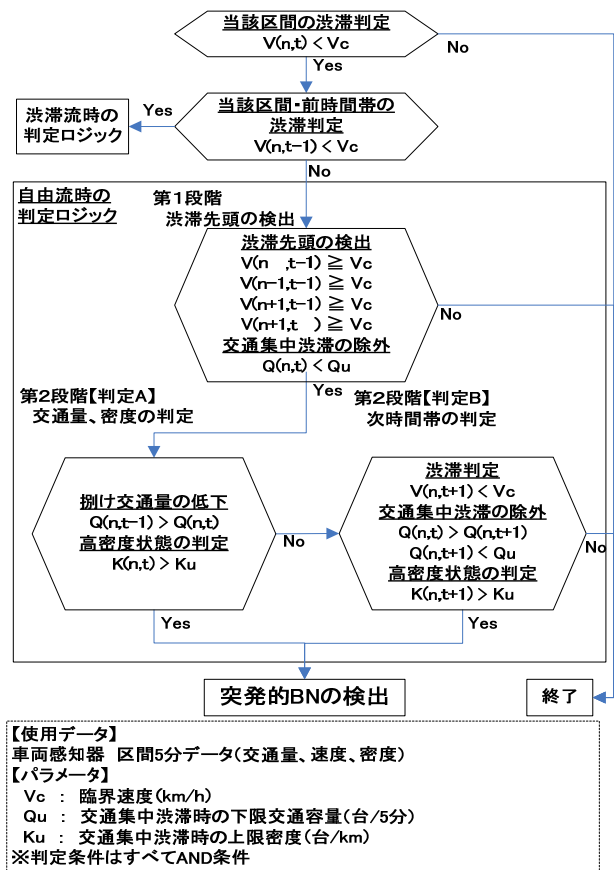 当該区間の渋滞判定
V(n,t) < Vc
No
Yes
当該区間・前時間帯の
渋滞判定
V(n,t−1) < Vc
Yes
渋滞流時の
判定ロジック
No
自由流時の
判定ロジック
第1段階
渋滞先頭の検出
渋滞先頭の検出
V(n ,t−1) ≧ Vc
V(n−1,t−1) ≧ Vc
V(n+1,t−1) ≧ Vc
V(n+1,t ) ≧ Vc
交通集中渋滞の除外
Q(n,t) < Qu
No
Yes
第2段階【判定A】
交通量、密度の判定
第2段階【判定B】
次時間帯の判定
捌け交通量の低下
Q(n,t−1) > Q(n,t)
高密度状態の判定
K(n,t) > Ku
No
渋滞判定
V(n,t+1) < Vc
交通集中渋滞の除外
Q(n,t) > Q(n,t+1)
Q(n,t+1) < Qu
高密度状態の判定
K(n,t+1) > Ku
No
Yes
Yes
突発的BNの検出
終了
【使用データ】
車両感知器 区間5分データ(交通量、速度、密度)
【パラメータ】
Vc : 臨界速度(km/h)
Qu : 交通集中渋滞時の下限交通容量(台/5分)
Ku : 交通集中渋滞時の上限密度(台/km)
※判定条件はすべてAND条件